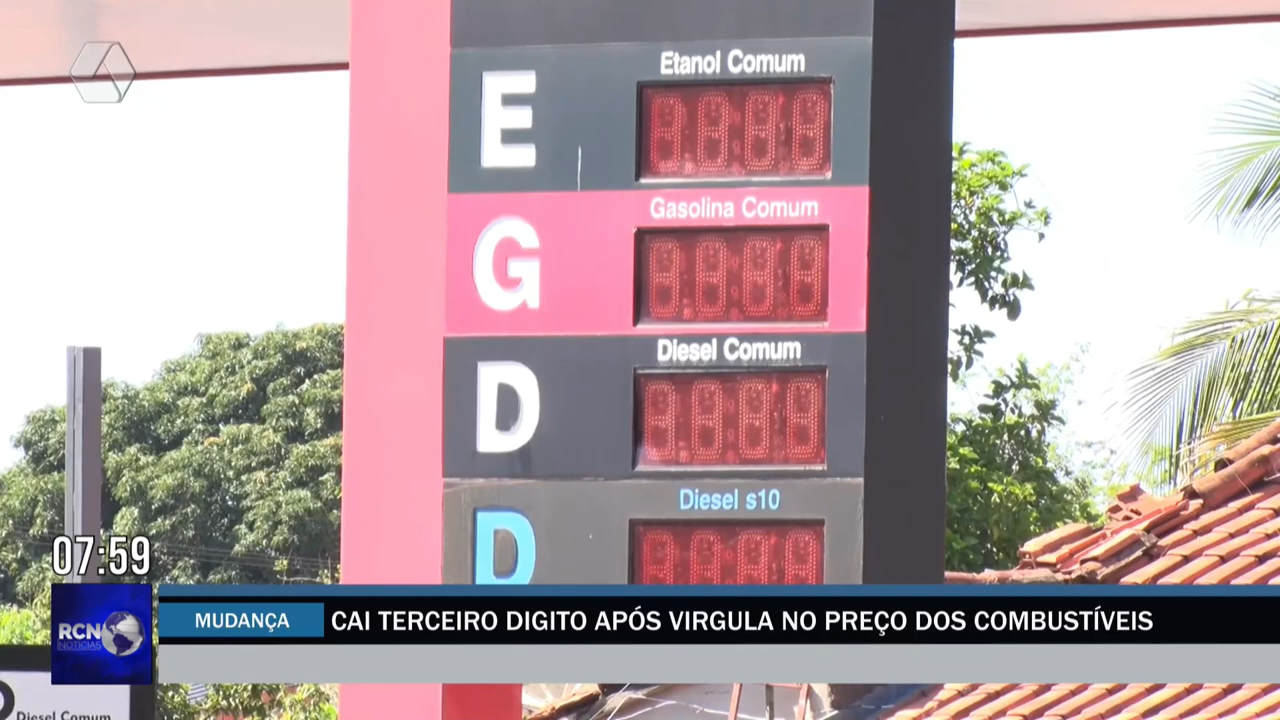 Etanol Comum
E
Gasolina Comum
G
Diesel Comum
D
Diesel s10
D
07:59
RCN
NOTÍCIAS
MUDANÇA
CAI TERCEIRO DIGITO APÓS VIRGULA NO PREÇO DOS COMBUSTÍVEIS
Diesel Comum